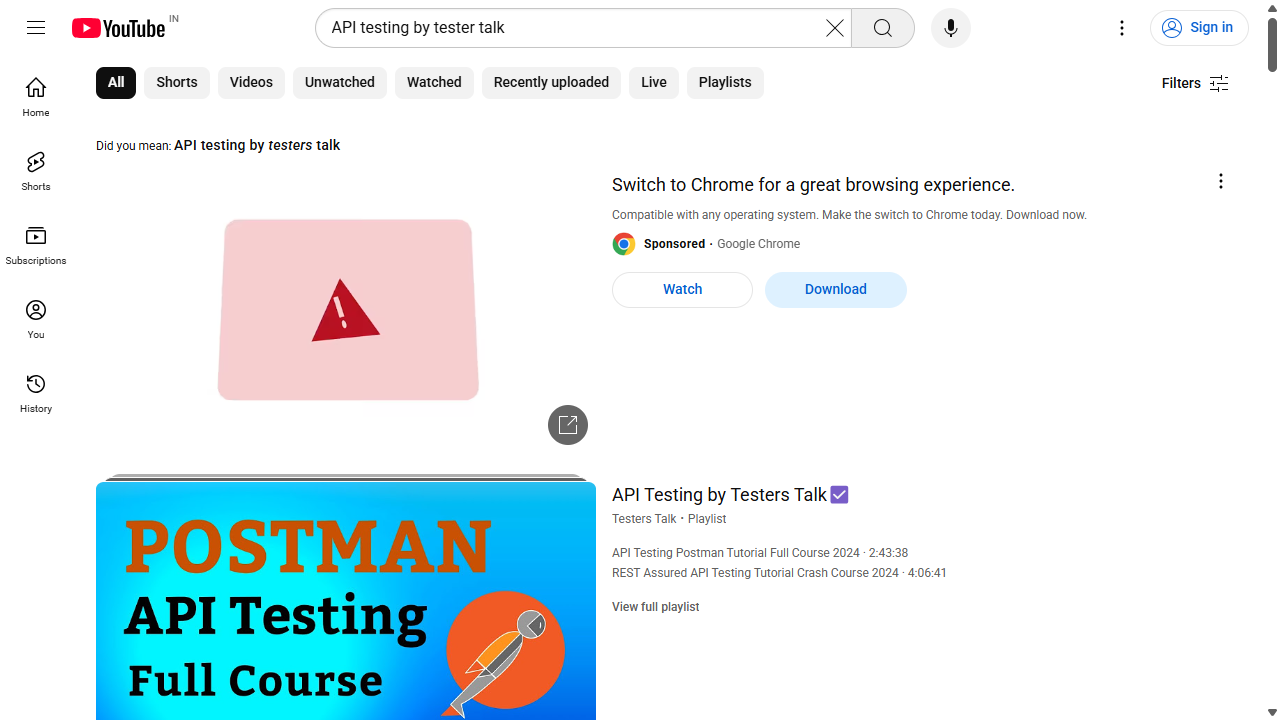 YouTube IN
API testing by tester talk
Sign in
All
Shorts
Videos
Unwatched
Watched
Recently uploaded
Live
Playlists
Filters
Home
Shorts
Subscriptions
You
History
Did you mean: API testing by testers talk
Switch to Chrome for a great browsing experience.
Compatible with any operating system. Make the switch to Chrome today. Download now.
Sponsored · Google Chrome
Watch
Download
POSTMAN
API Testing
Full Course
API Testing by Testers Talk☑
Testers Talk · Playlist
API Testing Postman Tutorial Full Course 2024 · 2:43:38
REST Assured API Testing Tutorial Crash Course 2024 · 4:06:41
View full playlist